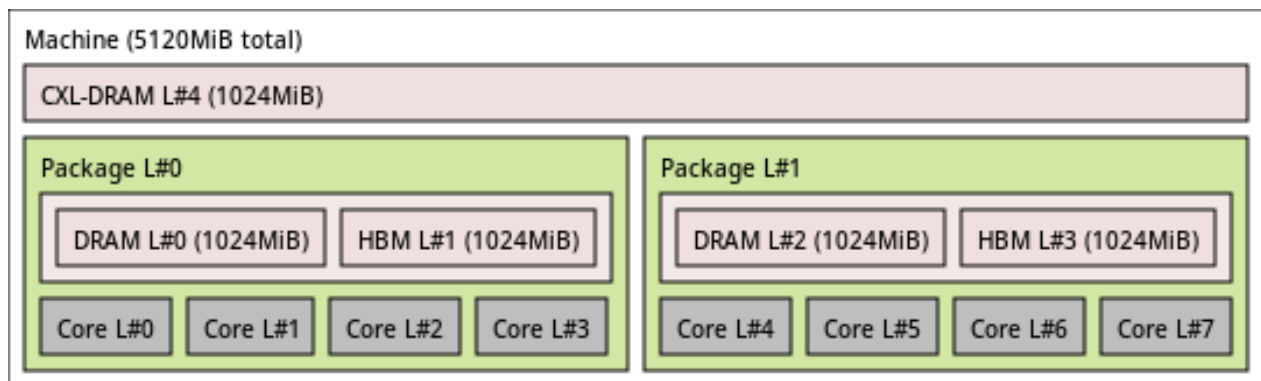 Machine (5120MiB total)
CXL-DRAM L#4 (1024MiB)
Package L#0
DRAM L#0 (1024MiB)
HBM L#1 (1024MiB)
Core L#0
Core L#1
Core L#2
Core L#3
Package L#1
DRAM L#2 (1024MiB)
HBM L#3 (1024MiB)
Core L#4
Core L#5
Core L#6
Core L#7